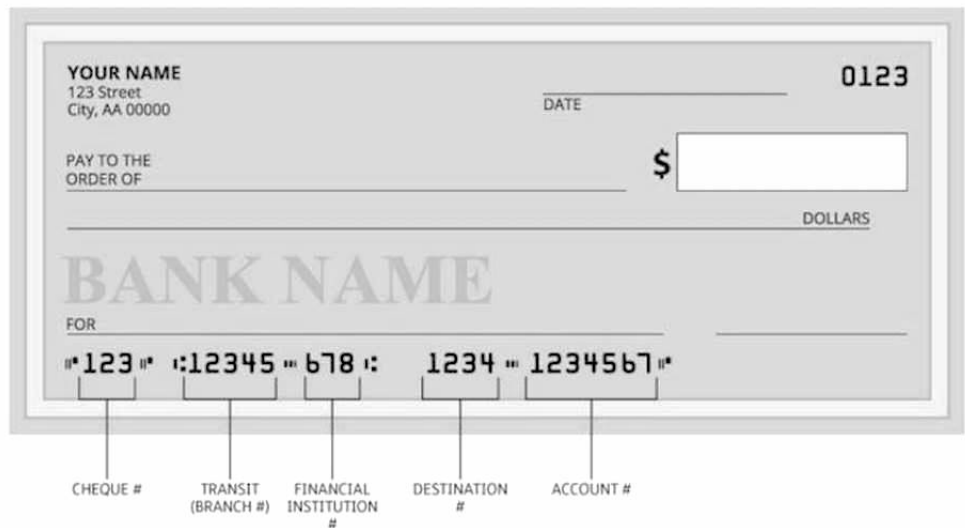 YOUR NAME
123 Street
City, AA 00000
0123
DATE
PAY TO THE
ORDER OF
$
DOLLARS
BANK NAME
FOR
⑈123⑈ ⑆12345⑉678⑆ 1234⑉1234567⑈
CHEQUE #
TRANSIT
(BRANCH #)
FINANCIAL
INSTITUTION
#
DESTINATION
#
ACCOUNT #